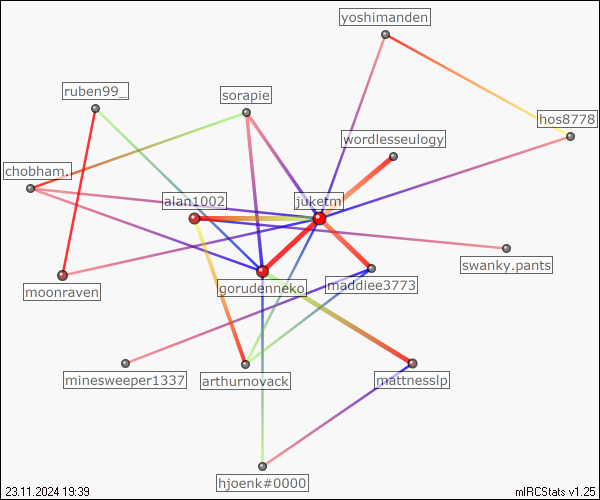 yoshimanden
ruben99_
sorapie
hos8778
wordlesseulogy
chobham.
alan1002
juketm
swanky.pants
gorudenneko
maddiee3773
moonraven
minesweeper1337
arthurnovack
mattnesslp
hjoenk#0000
23.11.2024 19:39
mIRCStats v1.25